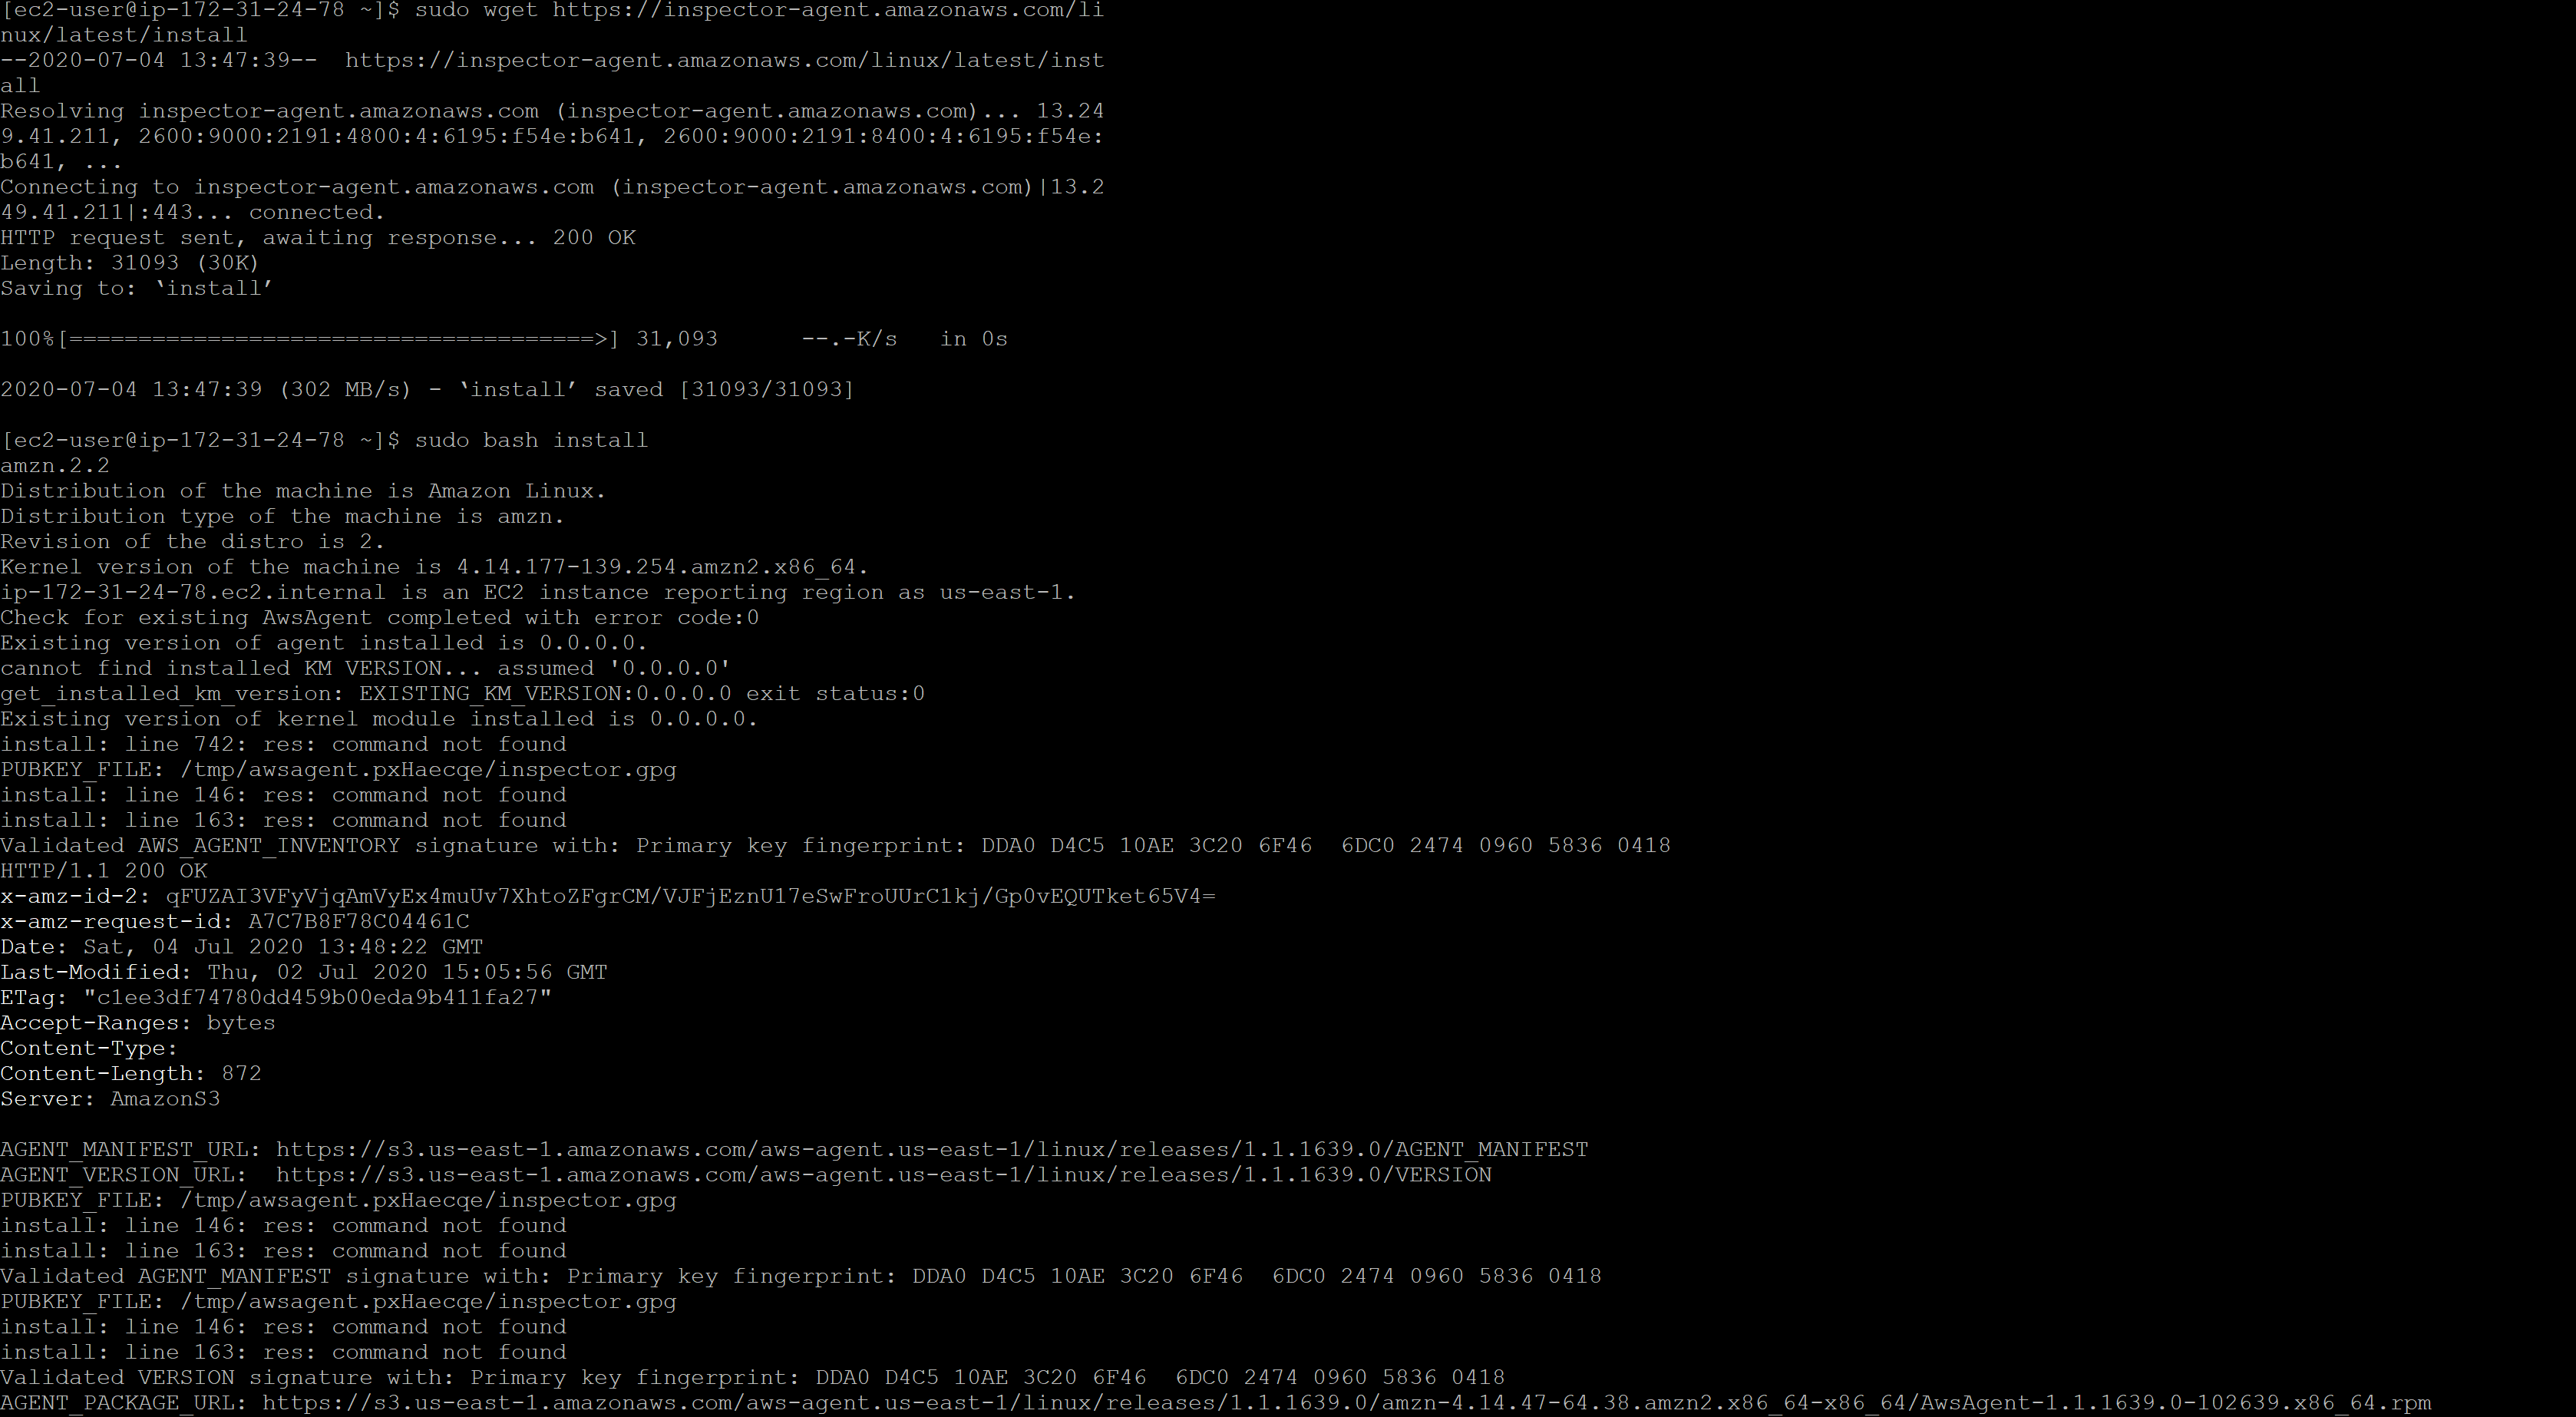 [ec2-user@ip-172-31-24-78 ~]$ sudo wget https://inspector-agent.amazonaws.com/li
nux/latest/install
--2020-07-04 13:47:39--  https://inspector-agent.amazonaws.com/linux/latest/inst
all
Resolving inspector-agent.amazonaws.com (inspector-agent.amazonaws.com)... 13.24
9.41.211, 2600:9000:2191:4800:4:6195:f54e:b641, 2600:9000:2191:8400:4:6195:f54e:
b641, ...
Connecting to inspector-agent.amazonaws.com (inspector-agent.amazonaws.com)|13.2
49.41.211|:443... connected.
HTTP request sent, awaiting response... 200 OK
Length: 31093 (30K)
Saving to: ‘install’
100%[======================================>] 31,093      --.-K/s   in 0s
2020-07-04 13:47:39 (302 MB/s) - ‘install’ saved [31093/31093]
[ec2-user@ip-172-31-24-78 ~]$ sudo bash install
amzn.2.2
Distribution of the machine is Amazon Linux.
Distribution type of the machine is amzn.
Revision of the distro is 2.
Kernel version of the machine is 4.14.177-139.254.amzn2.x86_64.
ip-172-31-24-78.ec2.internal is an EC2 instance reporting region as us-east-1.
Check for existing AwsAgent completed with error code:0
Existing version of agent installed is 0.0.0.0.
cannot find installed KM VERSION... assumed '0.0.0.0'
get_installed_km_version: EXISTING_KM_VERSION:0.0.0.0 exit status:0
Existing version of kernel module installed is 0.0.0.0.
install: line 742: res: command not found
PUBKEY_FILE: /tmp/awsagent.pxHaecqe/inspector.gpg
install: line 146: res: command not found
install: line 163: res: command not found
Validated AWS_AGENT_INVENTORY signature with: Primary key fingerprint: DDA0 D4C5 10AE 3C20 6F46  6DC0 2474 0960 5836 0418
HTTP/1.1 200 OK
x-amz-id-2: qFUZAI3VFyVjqAmVyEx4muUv7XhtoZFgrCM/VJFjEznU17eSwFroUUrC1kj/Gp0vEQUTket65V4=
x-amz-request-id: A7C7B8F78C04461C
Date: Sat, 04 Jul 2020 13:48:22 GMT
Last-Modified: Thu, 02 Jul 2020 15:05:56 GMT
ETag: "c1ee3df74780dd459b00eda9b411fa27"
Accept-Ranges: bytes
Content-Type:
Content-Length: 872
Server: AmazonS3
AGENT_MANIFEST_URL: https://s3.us-east-1.amazonaws.com/aws-agent.us-east-1/linux/releases/1.1.1639.0/AGENT_MANIFEST
AGENT_VERSION_URL:  https://s3.us-east-1.amazonaws.com/aws-agent.us-east-1/linux/releases/1.1.1639.0/VERSION
PUBKEY_FILE: /tmp/awsagent.pxHaecqe/inspector.gpg
install: line 146: res: command not found
install: line 163: res: command not found
Validated AGENT_MANIFEST signature with: Primary key fingerprint: DDA0 D4C5 10AE 3C20 6F46  6DC0 2474 0960 5836 0418
PUBKEY_FILE: /tmp/awsagent.pxHaecqe/inspector.gpg
install: line 146: res: command not found
install: line 163: res: command not found
Validated VERSION signature with: Primary key fingerprint: DDA0 D4C5 10AE 3C20 6F46  6DC0 2474 0960 5836 0418
AGENT_PACKAGE_URL: https://s3.us-east-1.amazonaws.com/aws-agent.us-east-1/linux/releases/1.1.1639.0/amzn-4.14.47-64.38.amzn2.x86_64-x86_64/AwsAgent-1.1.1639.0-102639.x86_64.rpm